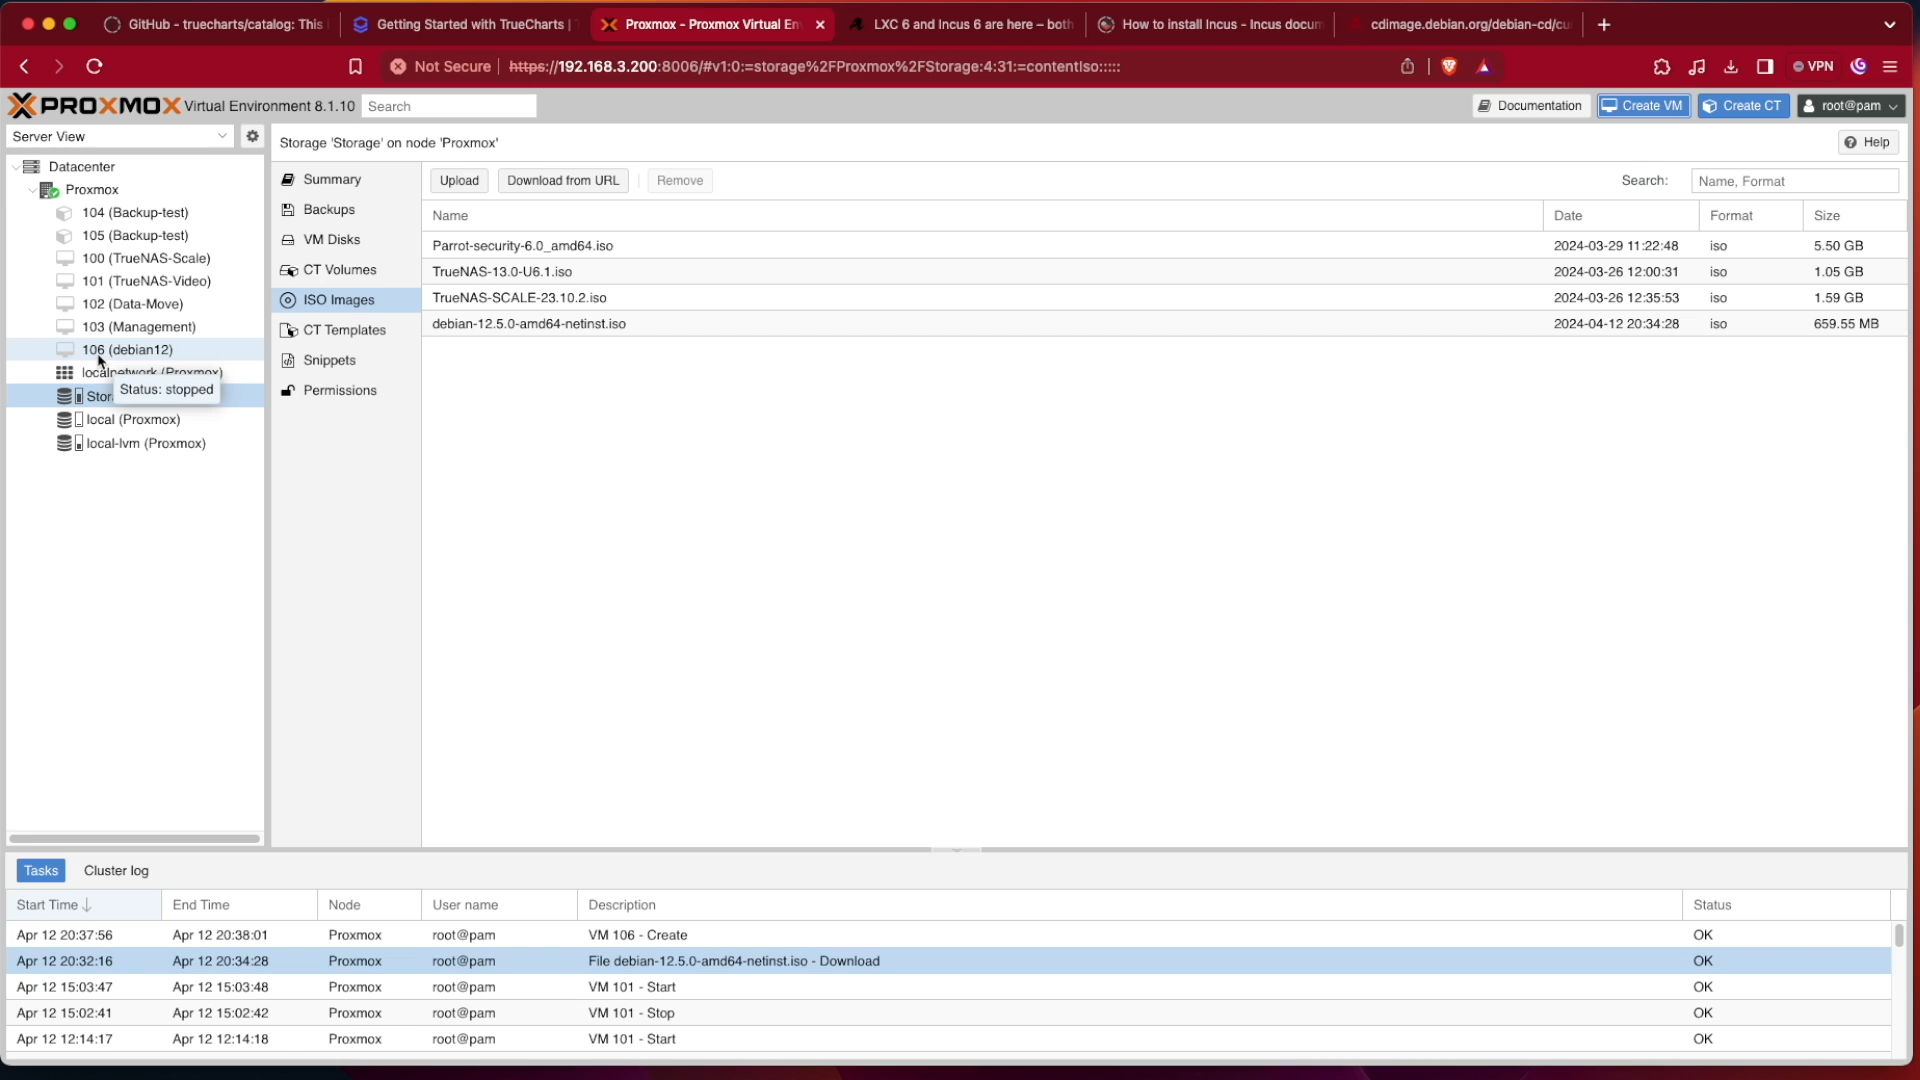 GitHub - truecharts/catalog: This
Getting Started with TrueCharts |
Proxmox - Proxmox Virtual En
LXC 6 and Incus 6 are here – both
How to install Incus - Incus docum
cdimage.debian.org/debian-cd/cu
Not Secure
https://192.168.3.200:8006/#v1:0:=storage%2FProxmox%2FStorage:4:31:=contentIso:::::
VPN
PROXMOX Virtual Environment 8.1.10
Search
Documentation
Create VM
Create CT
root@pam
Server View
Storage 'Storage' on node 'Proxmox'
Help
Datacenter
Proxmox
104 (Backup-test)
105 (Backup-test)
100 (TrueNAS-Scale)
101 (TrueNAS-Video)
102 (Data-Move)
103 (Management)
106 (debian12)
localnetwork (Proxmox)
Stor
Status: stopped
local (Proxmox)
local-lvm (Proxmox)
Summary
Backups
VM Disks
CT Volumes
ISO Images
CT Templates
Snippets
Permissions
Upload
Download from URL
Remove
Search:
Name, Format
Name Date Format Size
Parrot-security-6.0_amd64.iso 2024-03-29 11:22:48 iso 5.50 GB
TrueNAS-13.0-U6.1.iso 2024-03-26 12:00:31 iso 1.05 GB
TrueNAS-SCALE-23.10.2.iso 2024-03-26 12:35:53 iso 1.59 GB
debian-12.5.0-amd64-netinst.iso 2024-04-12 20:34:28 iso 659.55 MB
Tasks
Cluster log
Start Time End Time Node User name Description Status
Apr 12 20:37:56 Apr 12 20:38:01 Proxmox root@pam VM 106 - Create OK
Apr 12 20:32:16 Apr 12 20:34:28 Proxmox root@pam File debian-12.5.0-amd64-netinst.iso - Download OK
Apr 12 15:03:47 Apr 12 15:03:48 Proxmox root@pam VM 101 - Start OK
Apr 12 15:02:41 Apr 12 15:02:42 Proxmox root@pam VM 101 - Stop OK
Apr 12 12:14:17 Apr 12 12:14:18 Proxmox root@pam VM 101 - Start OK